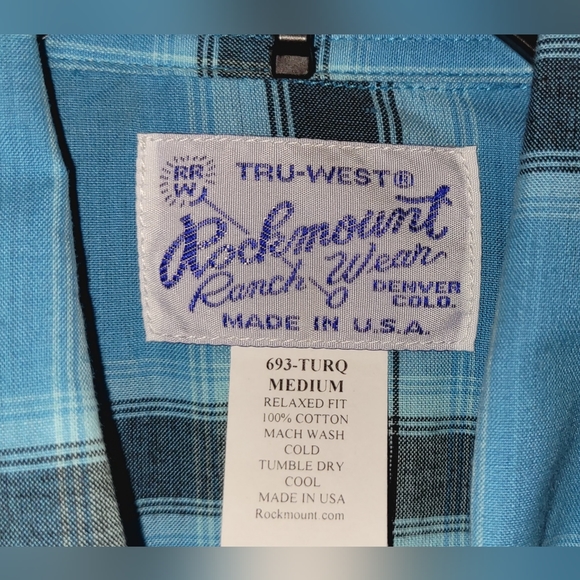 RR
W
TRU-WEST®
Rockmount
Ranch Wear
DENVER
COLO.
MADE IN U.S.A.
693-TURQ
MEDIUM
RELAXED FIT
100% COTTON
MACH WASH
COLD
TUMBLE DRY
COOL
MADE IN USA
Rockmount.com